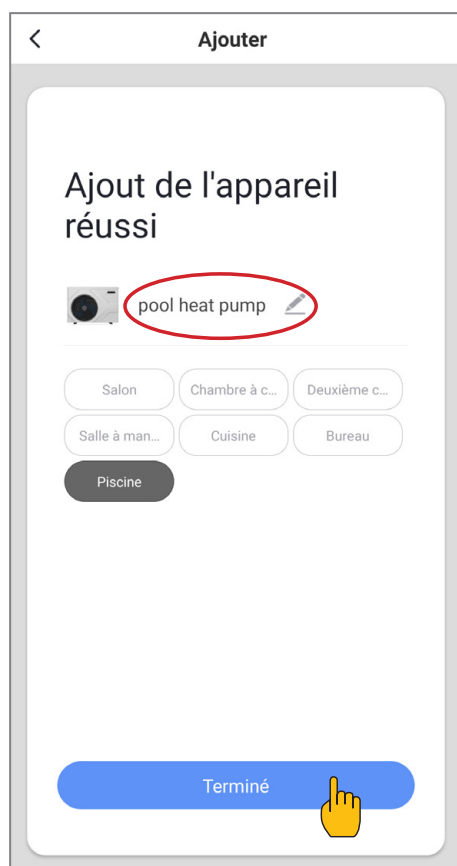 Ajouter
Ajout de l'appareil
réussi
pool heat pump
Salon
Chambre à c...
Deuxième c...
Salle à man...
Cuisine
Bureau
Piscine
Terminé